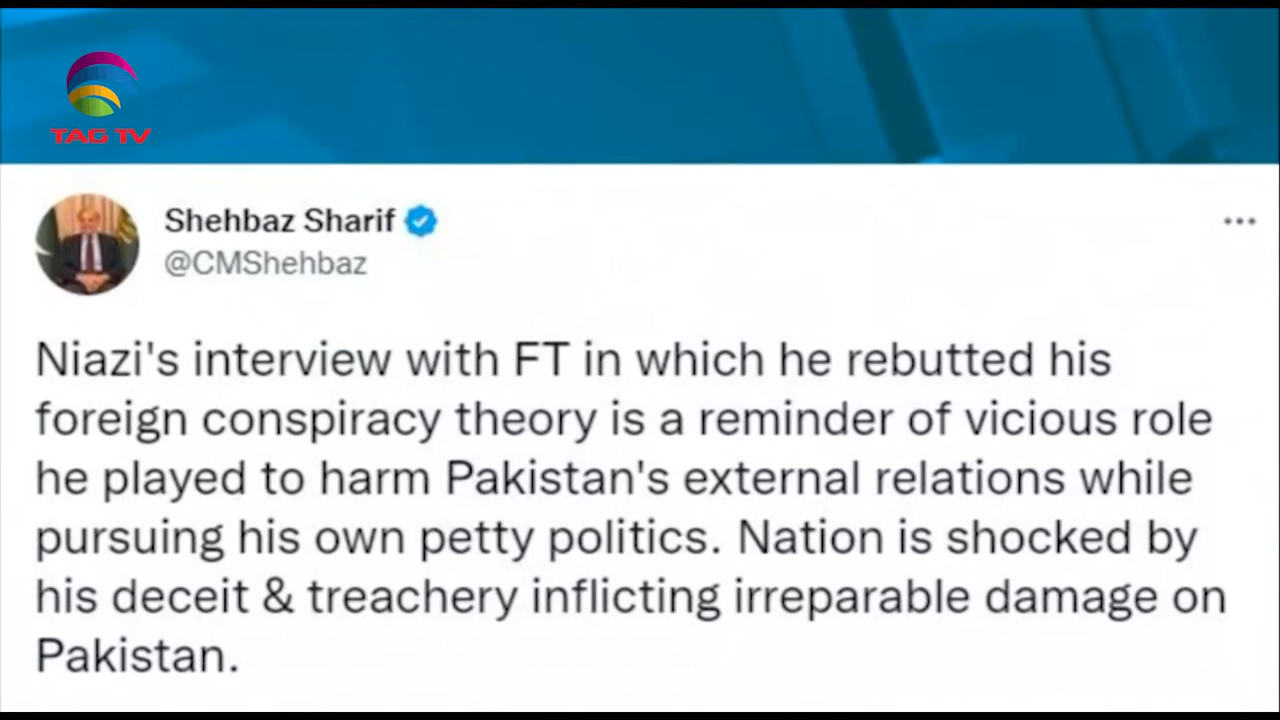 TAG TV
Shehbaz Sharif
@CMShehbaz
Niazi's interview with FT in which he rebutted his
foreign conspiracy theory is a reminder of vicious role
he played to harm Pakistan's external relations while
pursuing his own petty politics. Nation is shocked by
his deceit & treachery inflicting irreparable damage on
Pakistan.